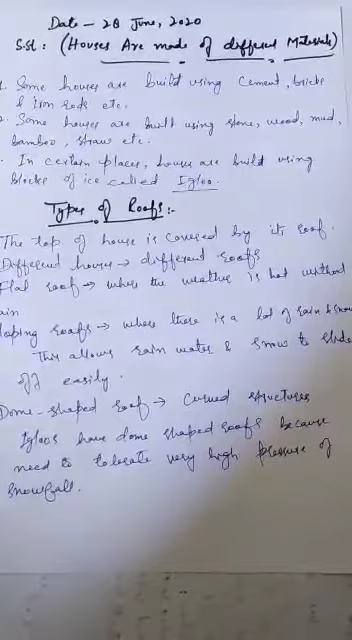 Date - 28 June, 2020
S.St : (Houses Are made of different Materials)
1. Some houses are build using Cement, bricks
& iron rods etc.
2. Some houses are built using stone, wood, mud,
bamboo, straw etc.
In certain places, houses are build using
blocks of ice called Igloo.
Types of Roofs :-
The top of house is covered by its roof.
Different houses → different roofs
Flat roof → where the weather is hot without
ain
loping roofs → where there is a lot of rain & snow
This allows rain water & snow to slide
off easily.
Dome-shaped roof → Curved structures
Igloos have dome shaped roofs because
need to tolerate very high pressure of
snowfall.